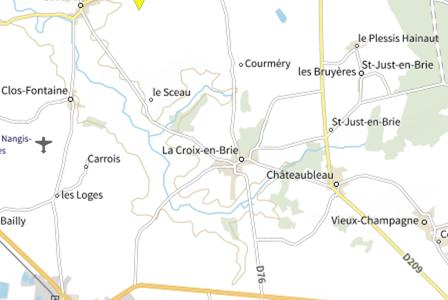 le Plessis Hainaut
Courméry
St-Just-en-Brie
les Bruyères
Clos-Fontaine
le Sceau
St-Just-en-Brie
Nangis-
La Croix-en-Brie
Carrois
Châteaubleau
les Loges
Bailly
Vieux-Champagne
D209
D76